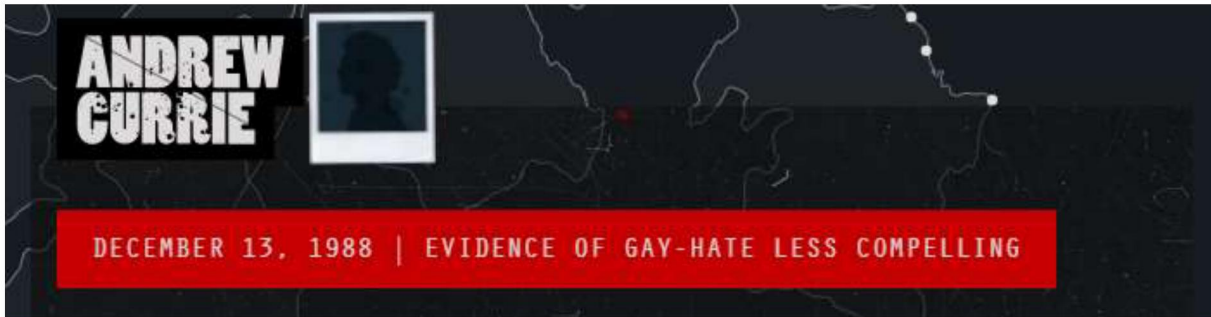 ANDREW
CURRIE
DECEMBER 13, 1988 | EVIDENCE OF GAY-HATE LESS COMPELLING